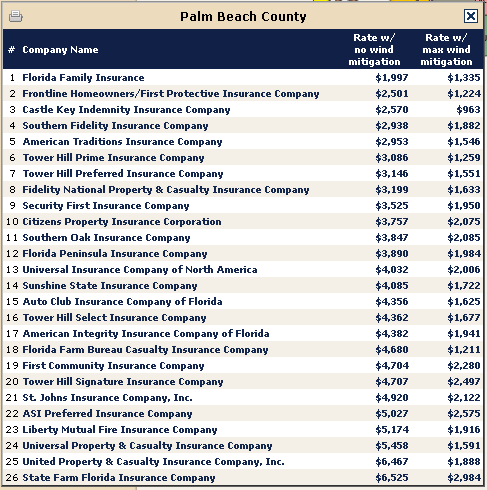 Palm Beach County
# Company Name Rate w/ no wind mitigation Rate w/ max wind mitigation
1 Florida Family Insurance $1,997 $1,335
2 Frontline Homeowners/First Protective Insurance Company $2,501 $1,224
3 Castle Key Indemnity Insurance Company $2,570 $963
4 Southern Fidelity Insurance Company $2,938 $1,882
5 American Traditions Insurance Company $2,953 $1,546
6 Tower Hill Prime Insurance Company $3,086 $1,259
7 Tower Hill Preferred Insurance Company $3,146 $1,551
8 Fidelity National Property & Casualty Insurance Company $3,199 $1,633
9 Security First Insurance Company $3,525 $1,950
10 Citizens Property Insurance Corporation $3,757 $2,075
11 Southern Oak Insurance Company $3,847 $2,085
12 Florida Peninsula Insurance Company $3,890 $1,984
13 Universal Insurance Company of North America $4,032 $2,006
14 Sunshine State Insurance Company $4,085 $1,722
15 Auto Club Insurance Company of Florida $4,356 $1,625
16 Tower Hill Select Insurance Company $4,362 $1,677
17 American Integrity Insurance Company of Florida $4,382 $1,941
18 Florida Farm Bureau Casualty Insurance Company $4,680 $1,211
19 First Community Insurance Company $4,704 $2,280
20 Tower Hill Signature Insurance Company $4,707 $2,497
21 St. Johns Insurance Company, Inc. $4,920 $2,122
22 ASI Preferred Insurance Company $5,027 $2,575
23 Liberty Mutual Fire Insurance Company $5,174 $1,916
24 Universal Property & Casualty Insurance Company $5,458 $1,591
25 United Property & Casualty Insurance Company, Inc. $6,467 $1,888
26 State Farm Florida Insurance Company $6,525 $2,984